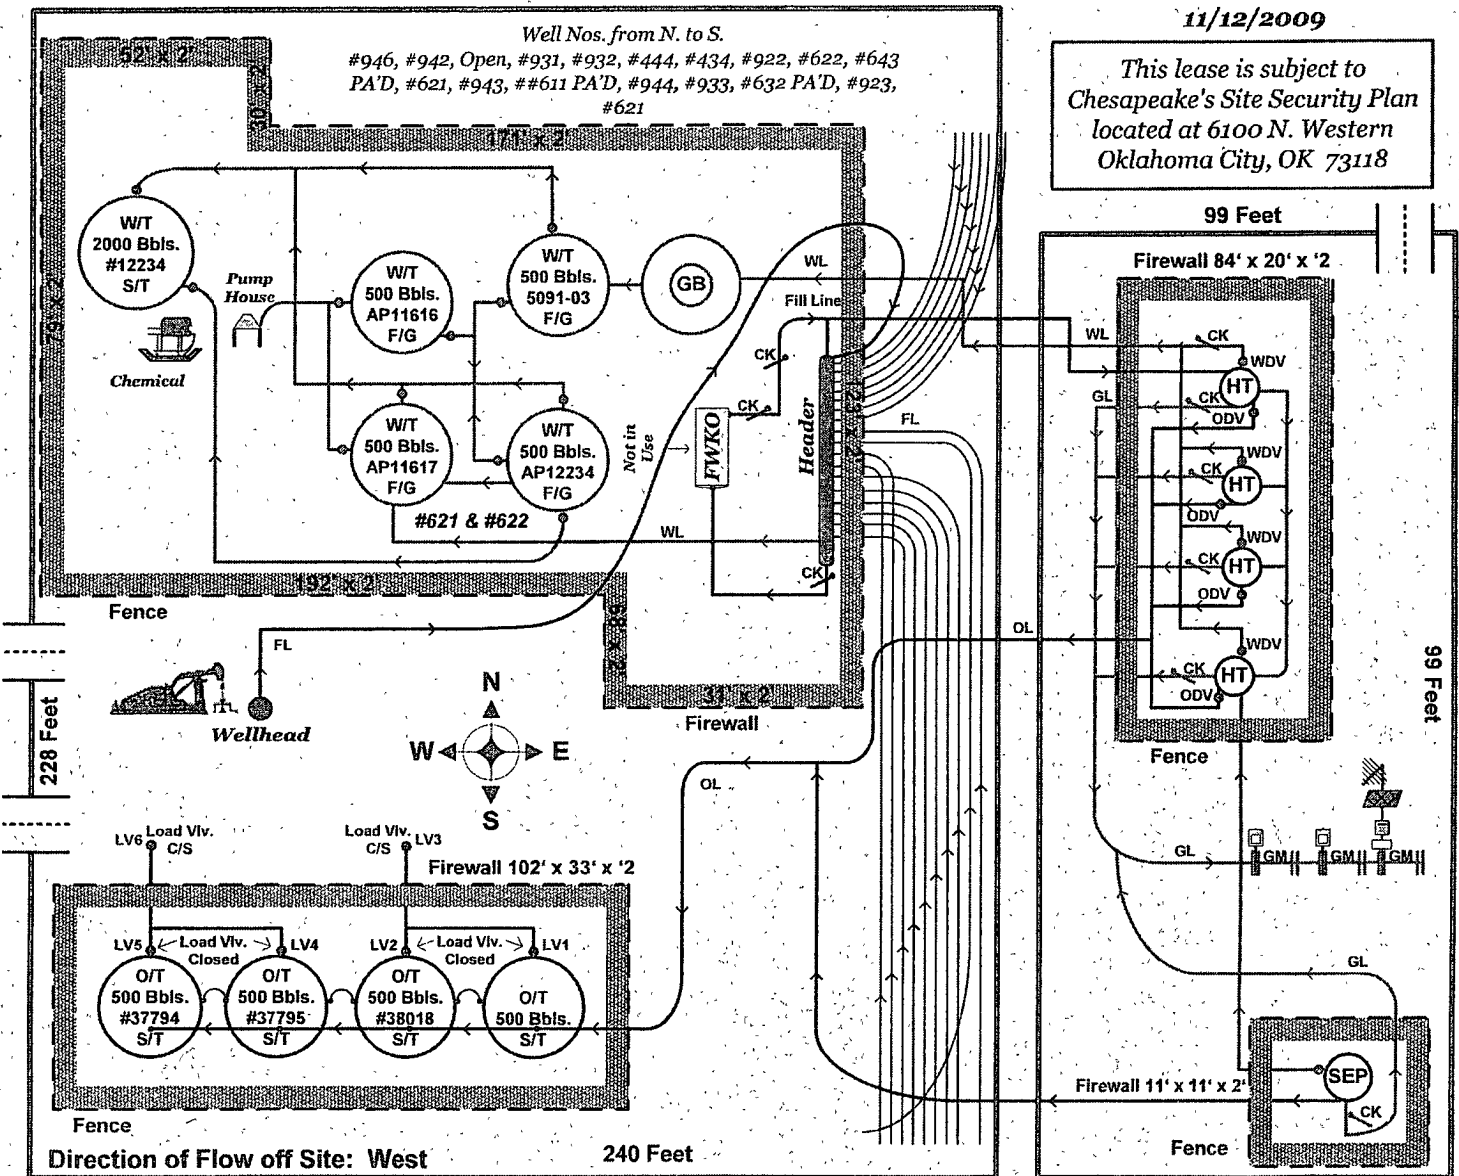 11/12/2009
Well Nos. from N. to S.
#946, #942, Open, #931, #932, #444, #434, #922, #622, #643
PA'D, #621, #943, ##611 PA'D, #944, #933, #632 PA'D, #923,
#621
This lease is subject to
Chesapeake's Site Security Plan
located at 6100 N. Western
Oklahoma City, OK 73118
52' x 2'
30' x 2'
171' x 2'
79' x 2'
W/T
2000 Bbls.
#12234
S/T
Pump
House
Chemical
W/T
500 Bbls.
AP11616
F/G
W/T
500 Bbls.
5091-03
F/G
GB
WL
Fill Line
CK
CK
FWKO
Header
Not in
Use
W/T
500 Bbls.
AP11617
F/G
W/T
500 Bbls.
AP12234
F/G
#621 & #622
WL
CK
FL
192' x 2'
Fence
31' x 2'
Firewall
FL
Wellhead
228 Feet
N
W
E
S
OL
OL
99 Feet
Firewall 84' x 20' x '2
WL
CK
WDV
HT
GL
CK
ODV
WDV
CK
HT
ODV
WDV
CK
HT
ODV
WDV
CK
HT
ODV
99 Feet
Fence
GL
GM
GM
GM
GL
LV6
Load Vlv.
C/S
Load Vlv.
C/S
LV3
Firewall 102' x 33' x '2
LV5
Load Vlv.
Closed
LV4
LV2
Load Vlv.
Closed
LV1
O/T
500 Bbls.
#37794
S/T
O/T
500 Bbls.
#37795
S/T
O/T
500 Bbls.
#38018
S/T
O/T
500 Bbls.
S/T
Fence
Firewall 11' x 11' x 2'
SEP
CK
Fence
Direction of Flow off Site: West
240 Feet